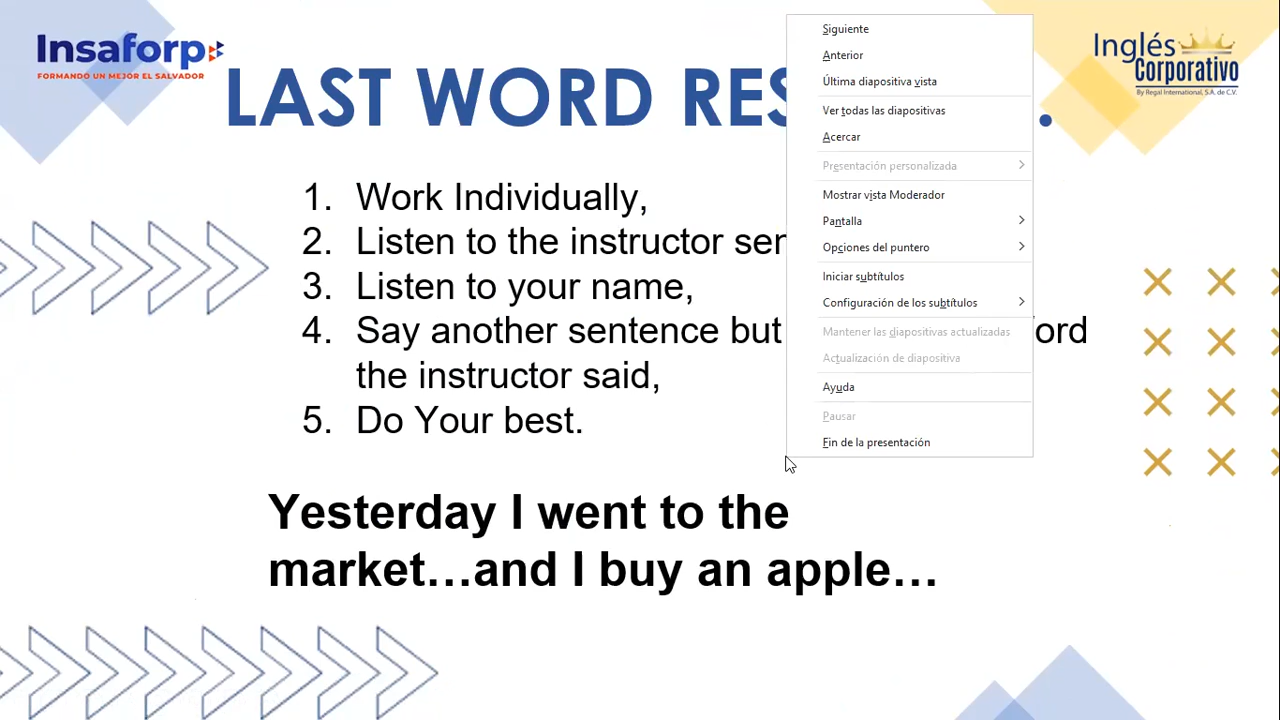 Insaforp
FORMANDO UN MEJOR EL SALVADOR
Inglés
Corporativo
By Regal International, S.A. de C.V.
LAST WORD RES .
1. Work Individually,
2. Listen to the instructor sen
3. Listen to your name,
4. Say another sentence but ord
the instructor said,
5. Do Your best.
Yesterday I went to the
market…and I buy an apple…
Siguiente
Anterior
Última diapositiva vista
Ver todas las diapositivas
Acercar
Presentación personalizada
Mostrar vista Moderador
Pantalla
Opciones del puntero
Iniciar subtítulos
Configuración de los subtítulos
Mantener las diapositivas actualizadas
Actualización de diapositiva
Ayuda
Pausar
Fin de la presentación